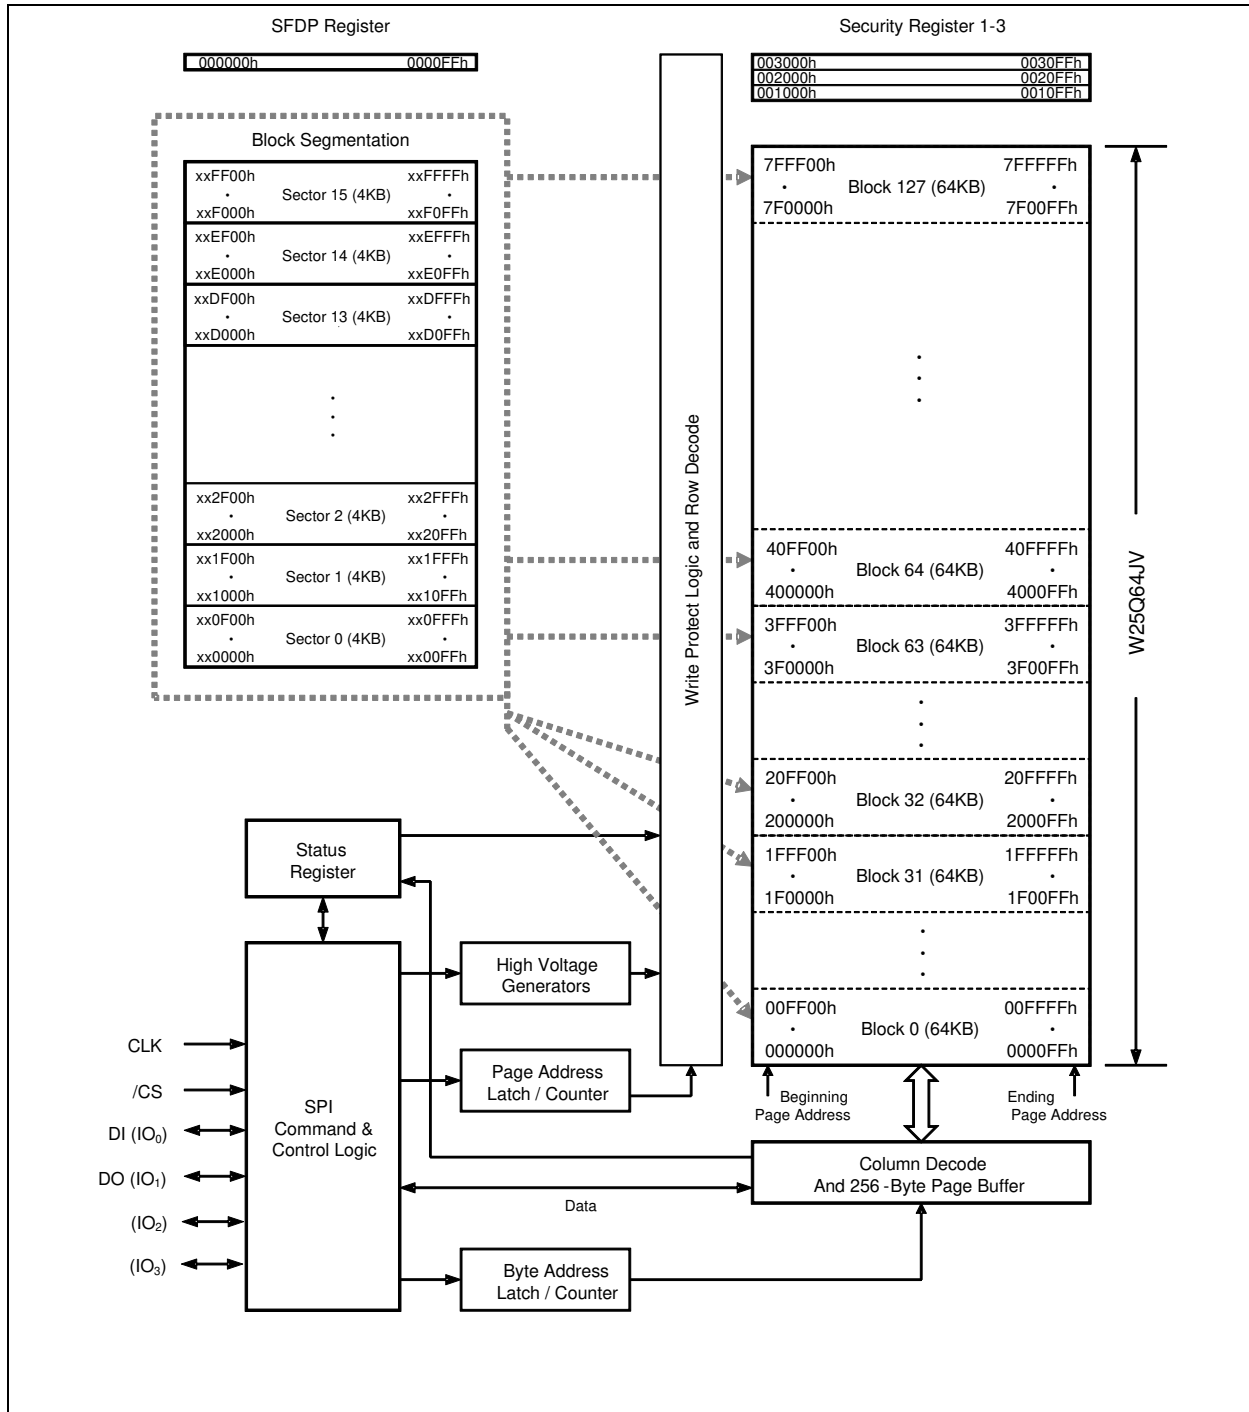 SFDP Register
000000h 0000FFh
Security Register 1-3
003000h 0030FFh
002000h 0020FFh
001000h 0010FFh
Block Segmentation
xxFF00h xxFFFFh
• Sector 15 (4KB) •
xxF000h xxF0FFh
xxEF00h xxEFFFh
• Sector 14 (4KB) •
xxE000h xxE0FFh
xxDF00h xxDFFFh
• Sector 13 (4KB) •
xxD000h xxD0FFh
xx2F00h xx2FFFh
• Sector 2 (4KB) •
xx2000h xx20FFh
xx1F00h xx1FFFh
• Sector 1 (4KB) •
xx1000h xx10FFh
xx0F00h xx0FFFh
• Sector 0 (4KB) •
xx0000h xx00FFh
Write Protect Logic and Row Decode
7FFF00h 7FFFFFh
• Block 127 (64KB) •
7F0000h 7F00FFh
40FF00h 40FFFFh
• Block 64 (64KB) •
400000h 4000FFh
3FFF00h 3FFFFFh
• Block 63 (64KB) •
3F0000h 3F00FFh
20FF00h 20FFFFh
• Block 32 (64KB) •
200000h 2000FFh
1FFF00h 1FFFFFh
• Block 31 (64KB) •
1F0000h 1F00FFh
00FF00h 00FFFFh
• Block 0 (64KB) •
000000h 0000FFh
W25Q64JV
Beginning
Page Address
Ending
Page Address
Status
Register
High Voltage
Generators
Page Address
Latch / Counter
SPI
Command &
Control Logic
CLK
/CS
DI (IO0)
DO (IO1)
(IO2)
(IO3)
Column Decode
And 256 -Byte Page Buffer
Data
Byte Address
Latch / Counter